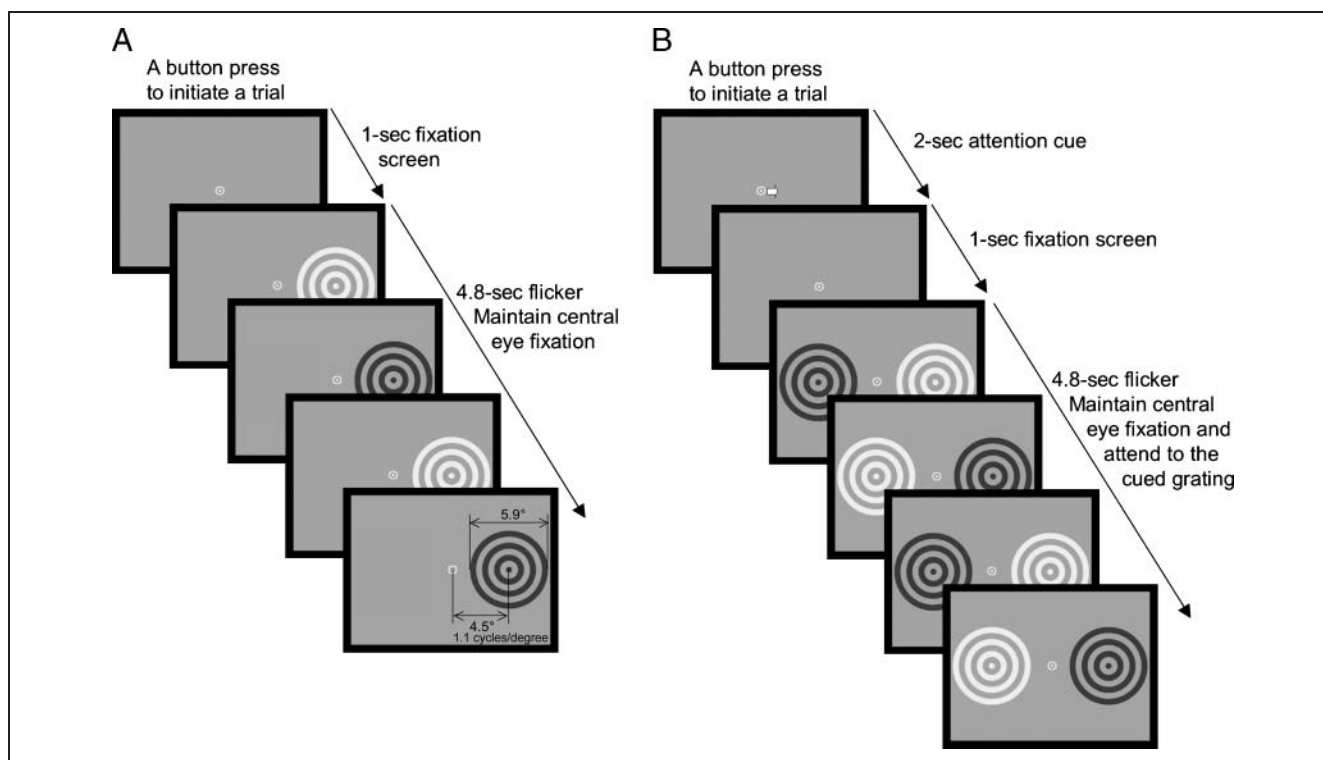 A
A button press
to initiate a trial
1-sec fixation
screen
4.8-sec flicker
Maintain central
eye fixation
5.9°
4.5°
1.1 cycles/degree
B
A button press
to initiate a trial
2-sec attention cue
1-sec fixation screen
4.8-sec flicker
Maintain central
eye fixation and
attend to the
cued grating